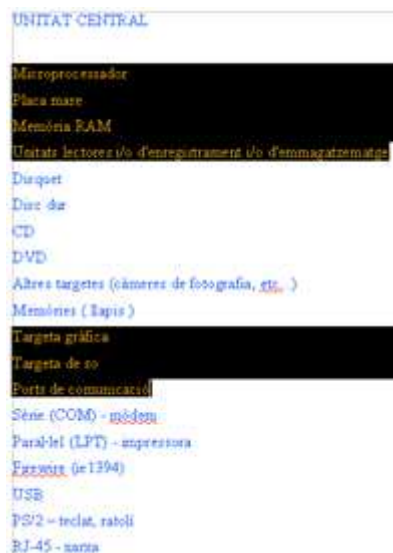 UNITAT CENTRAL
Microprocessador
Placa mare
Memòria RAM
Unitats lectores i/o d'enregistrament i/o d'emmagatzematge
Disquet
Disc dur
CD
DVD
Altres targetes (càmeres de fotografia, etc. )
Memòries ( llapis )
Targeta gràfica
Targeta de so
Ports de comunicació
Sèrie (COM) - mòdem
Paral·lel (LPT) - impressora
Firewire (ie1394)
USB
PS/2 – teclat, ratolí
RJ-45 - xarxa